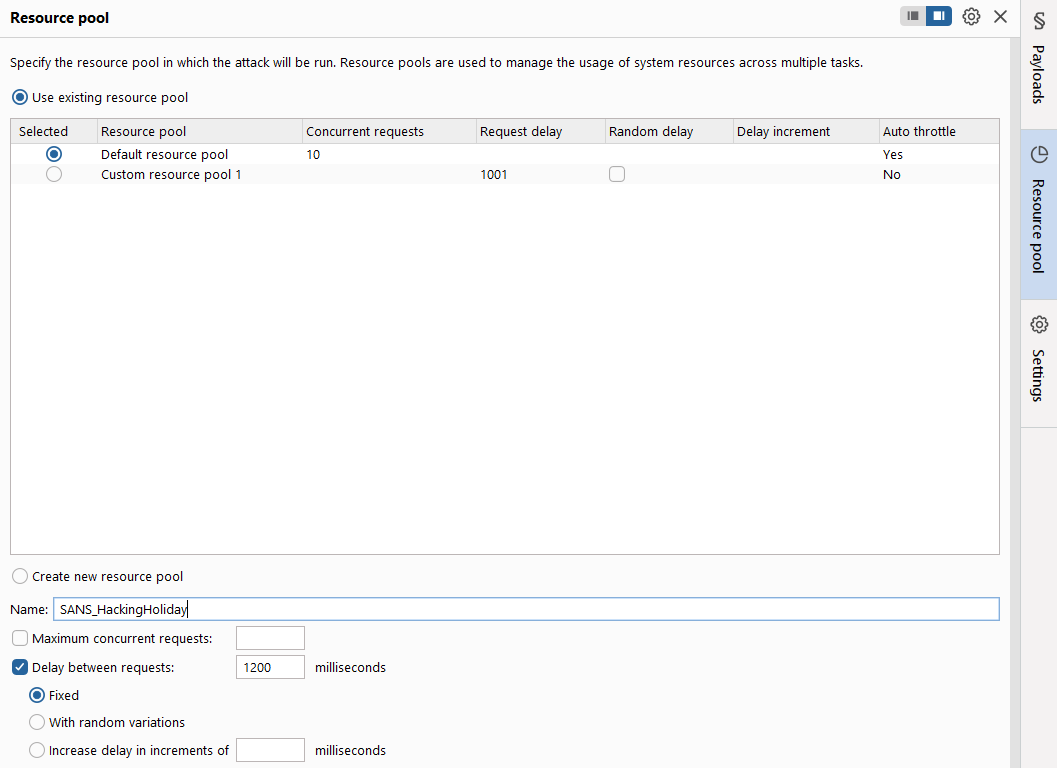 Resource pool
Specify the resource pool in which the attack will be run. Resource pools are used to manage the usage of system resources across multiple tasks.
Use existing resource pool
Selected Resource pool Concurrent requests Request delay Random delay Delay increment Auto throttle
Default resource pool 10 Yes
Custom resource pool 1 1001 No
Create new resource pool
Name: SANS_HackingHoliday
Maximum concurrent requests:
Delay between requests: 1200 milliseconds
Fixed
With random variations
Increase delay in increments of milliseconds
§ Payloads
Resource pool
Settings